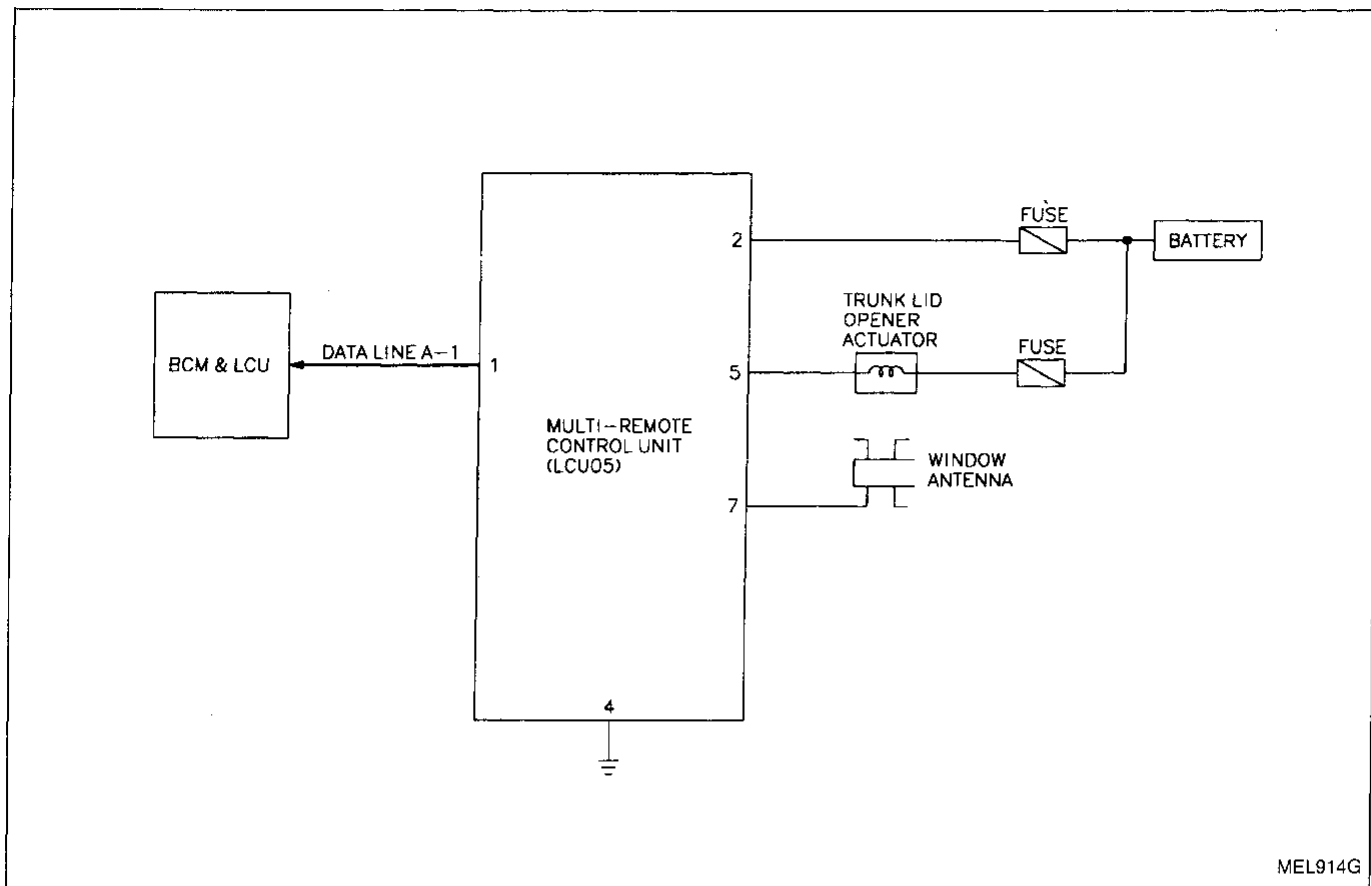 FUSE
2
BATTERY
TRUNK LID
OPENER
ACTUATOR
FUSE
DATA LINE A-1
BCM & LCU
1
5
MULTI-REMOTE
CONTROL UNIT
(LCU05)
WINDOW
ANTENNA
7
4
MEL914G